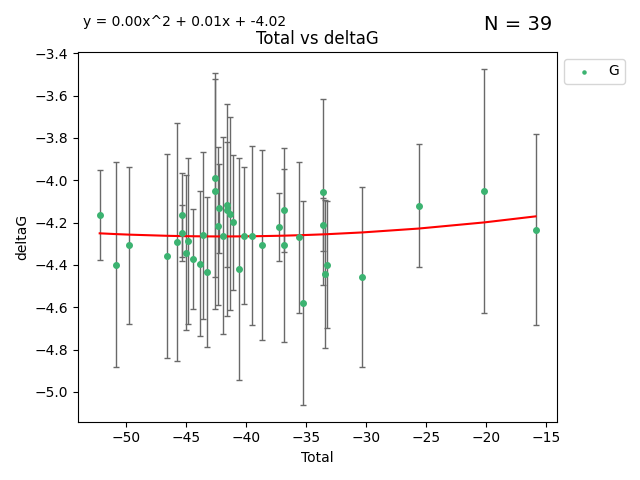 y = 0.00x^2 + 0.01x + -4.02
N = 39
Total vs deltaG
G
−3.4
−3.6
−3.8
−4.0
−4.2
−4.4
−4.6
−4.8
−5.0
deltaG
−50
−45
−40
−35
−30
−25
−20
−15
Total